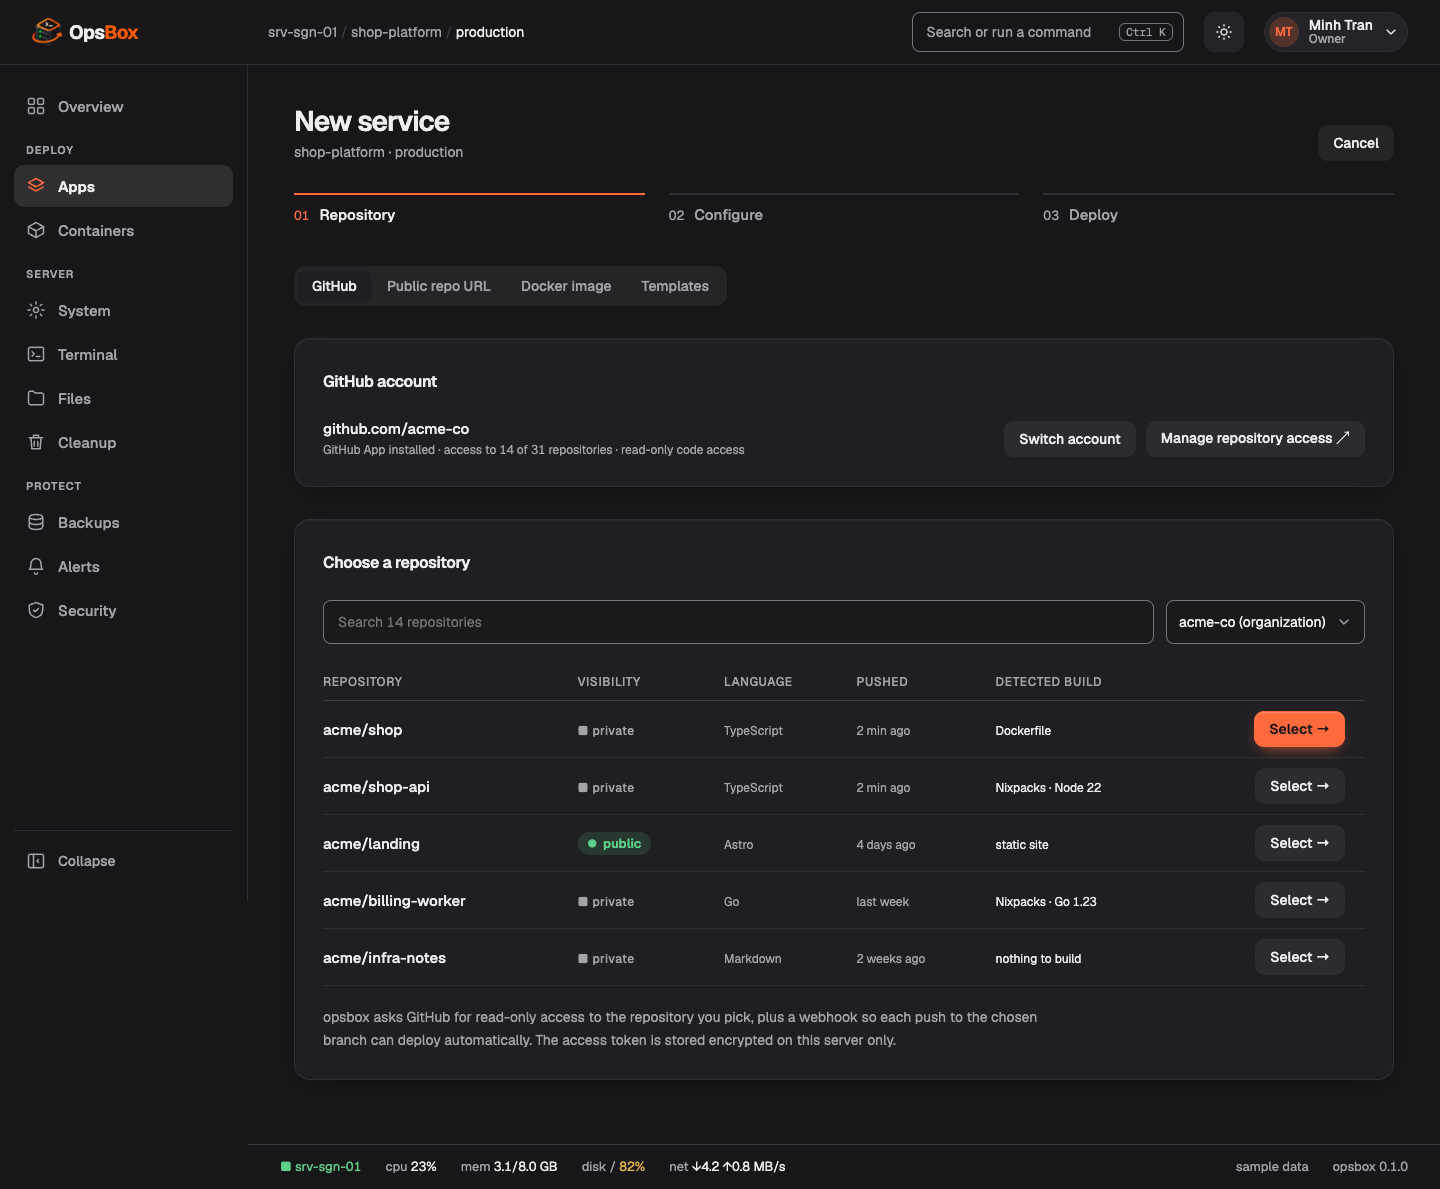 OpsBox
srv-sgn-01 / shop-platform / production
Search or run a command
Ctrl K
MT
Minh Tran
Owner
Overview
DEPLOY
Apps
Containers
SERVER
System
Terminal
Files
Cleanup
PROTECT
Backups
Alerts
Security
Collapse
New service
shop-platform · production
Cancel
01 Repository
02 Configure
03 Deploy
GitHub
Public repo URL
Docker image
Templates
GitHub account
github.com/acme-co
GitHub App installed · access to 14 of 31 repositories · read-only code access
Switch account
Manage repository access ↗
Choose a repository
Search 14 repositories
acme-co (organization)
REPOSITORY VISIBILITY LANGUAGE PUSHED DETECTED BUILD
acme/shop private TypeScript 2 min ago Dockerfile Select →
acme/shop-api private TypeScript 2 min ago Nixpacks · Node 22 Select →
acme/landing public Astro 4 days ago static site Select →
acme/billing-worker private Go last week Nixpacks · Go 1.23 Select →
acme/infra-notes private Markdown 2 weeks ago nothing to build Select →
opsbox asks GitHub for read-only access to the repository you pick, plus a webhook so each push to the chosen
branch can deploy automatically. The access token is stored encrypted on this server only.
srv-sgn-01 cpu 23% mem 3.1/8.0 GB disk / 82% net ↓4.2 ↑0.8 MB/s
sample data opsbox 0.1.0